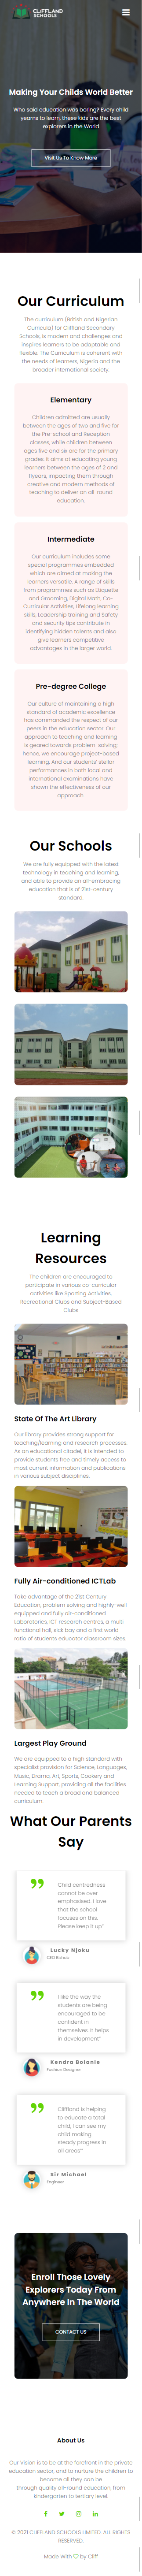 CLIFFLAND
SCHOOLS
Making Your Childs World Better
Who said education was boring? Every child
yearns to learn, these kids are the best
explorers in the World
Visit Us To Know More
Our Curriculum
The curriculum (British and Nigerian
Curricula) for Cliffland Secondary
Schools, is modern and challenges and
inspires learners to be adaptable and
flexible. The Curriculum is coherent with
the needs of learners, Nigeria and the
broader international society.
Elementary
Children admitted are usually
between the ages of two and five for
the Pre-school and Reception
classes, while children between
ages five and six are for the primary
grades. It aims at educating young
learners between the ages of 2 and
11years, impacting them through
creative and modern methods of
teaching to deliver an all-round
education.
Intermediate
Our curriculum includes some
special programmes embedded
which are aimed at making the
learners versatile. A range of skills
from programmes such as Etiquette
and Grooming, Digital Math, Co-
Curricular Activities, Lifelong learning
skills, Leadership training and Safety
and security tips contribute in
identifying hidden talents and also
give learners competitive
advantages in the larger world.
Pre-degree College
Our culture of maintaining a high
standard of academic excellence
has commanded the respect of our
peers in the education sector. Our
approach to teaching and learning
is geared towards problem-solving;
hence, we encourage project-based
learning. And our students' stellar
performances in both local and
international examinations have
shown the effectiveness of our
approach.
Our Schools
We are fully equipped with the latest
technology in teaching and learning,
and able to provide an all-embracing
education that is of 21st-century
standard.
Learning
Resources
The children are encouraged to
participate in various co-curricular
activities like Sporting Activities,
Recreational Clubs and Subject-Based
Clubs.
State Of The Art Library
Our library provides strong support for
teaching/learning and research processes.
As an educational citadel, it is intended to
provide students free and timely access to
most current information and publications
in various subject disciplines.
Fully Air-conditioned ICTLab
Take advantage of the 21st Century
Education, problem solving and highly-well
equipped and fully air-conditioned
Laboratories, ICT research centres, a multi
functional hall, sick bay and a first world
ratio of students educator classroom sizes.
Largest Play Ground
We are equipped to a high standard with
specialist provision for Science, Languages,
Music, Drama, Art, Sports, Cookery and
Learning Support, providing all the facilities
needed to teach a broad and balanced
curriculum.
What Our Parents
Say
Child centredness
cannot be over
emphasised. I love
that the school
focuses on this.
Please keep it up"
Lucky Njoku
CEO Bizhub
I like the way the
students are being
encouraged to be
confident in
themselves, it helps
in development"
Kendra Bolanle
Fashion Designer
Cliffland is helping
to educate a total
child, I can see my
child making
steady progress in
all areas"
Sir Michael
Engineer
Enroll Those Lovely
Explorers Today From
Anywhere In The World
CONTACT US
About Us
Our Vision is to be at the forefront in the private
education sector, and to nurture the children to
become all they can be
through quality all-round education, from
kindergarten to tertiary level.
© 2021 CLIFFLAND SCHOOLS LIMITED. ALL RIGHTS
RESERVED.
Made With ♡ by Cliff